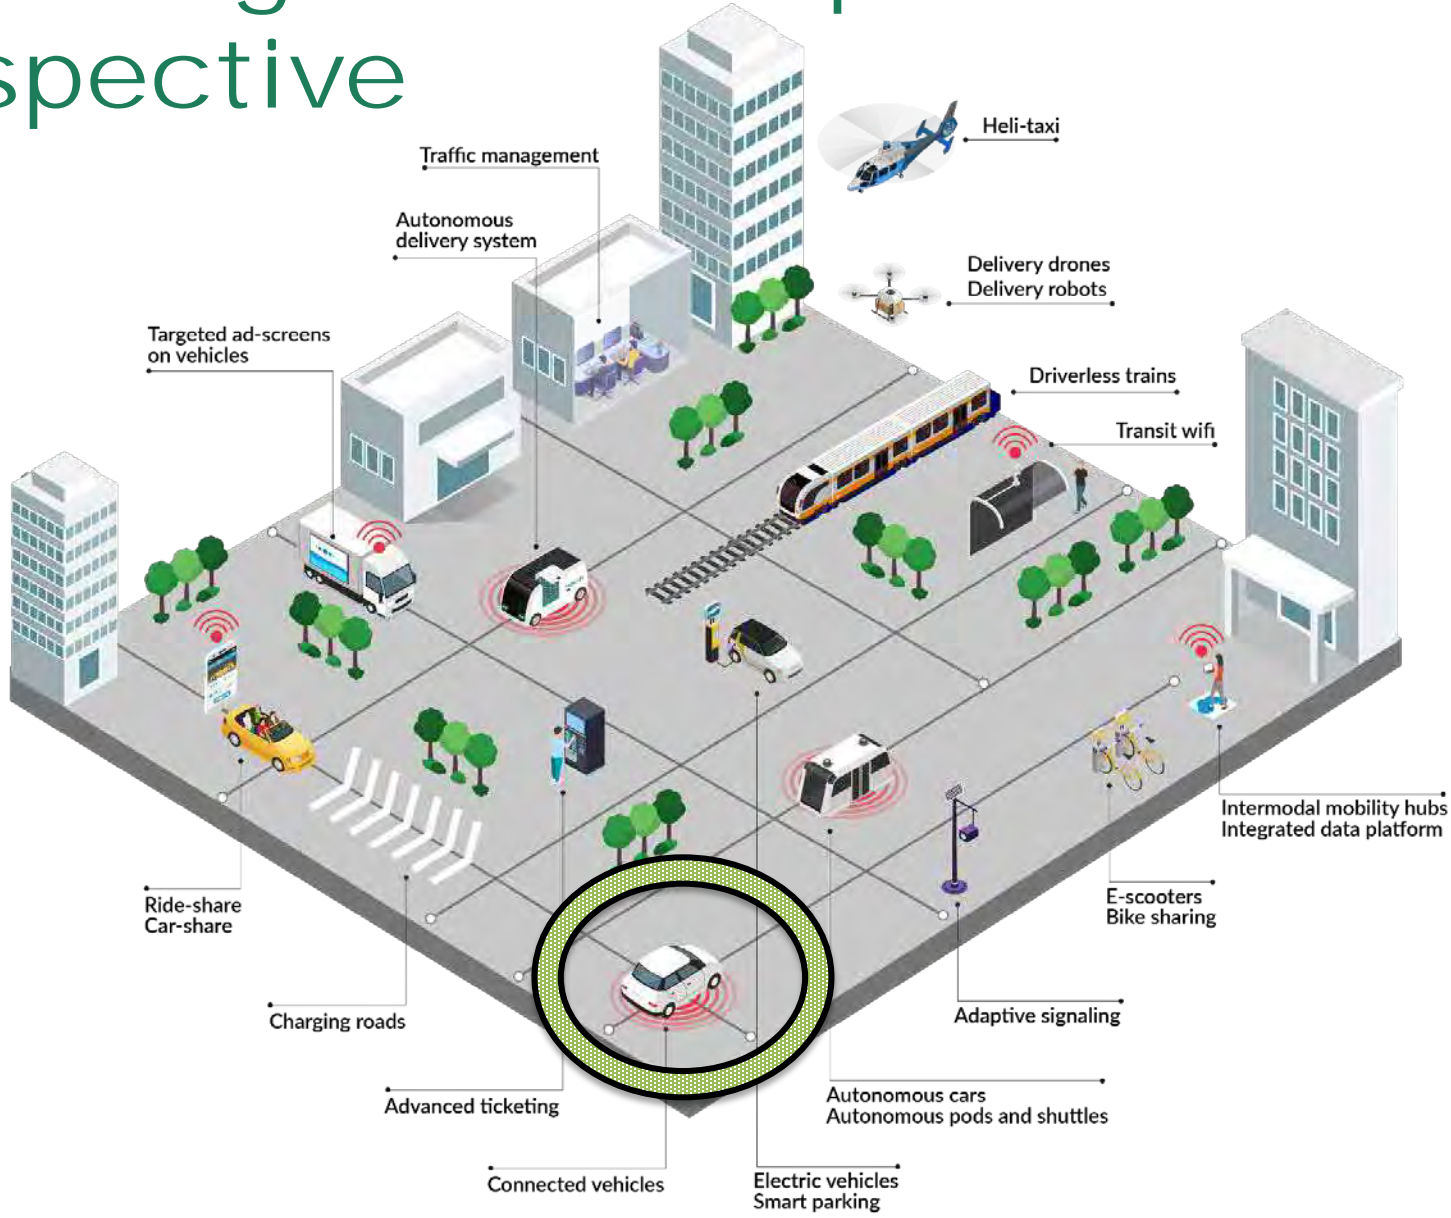 spective
Heli-taxi
Traffic management
Autonomous
delivery system
Delivery drones
Delivery robots
Targeted ad-screens
on vehicles
Driverless trains
Transit wifi
Intermodal mobility hubs
Integrated data platform
E-scooters
Bike sharing
Ride-share
Car-share
Charging roads
Adaptive signaling
Advanced ticketing
Autonomous cars
Autonomous pods and shuttles
Connected vehicles
Electric vehicles
Smart parking